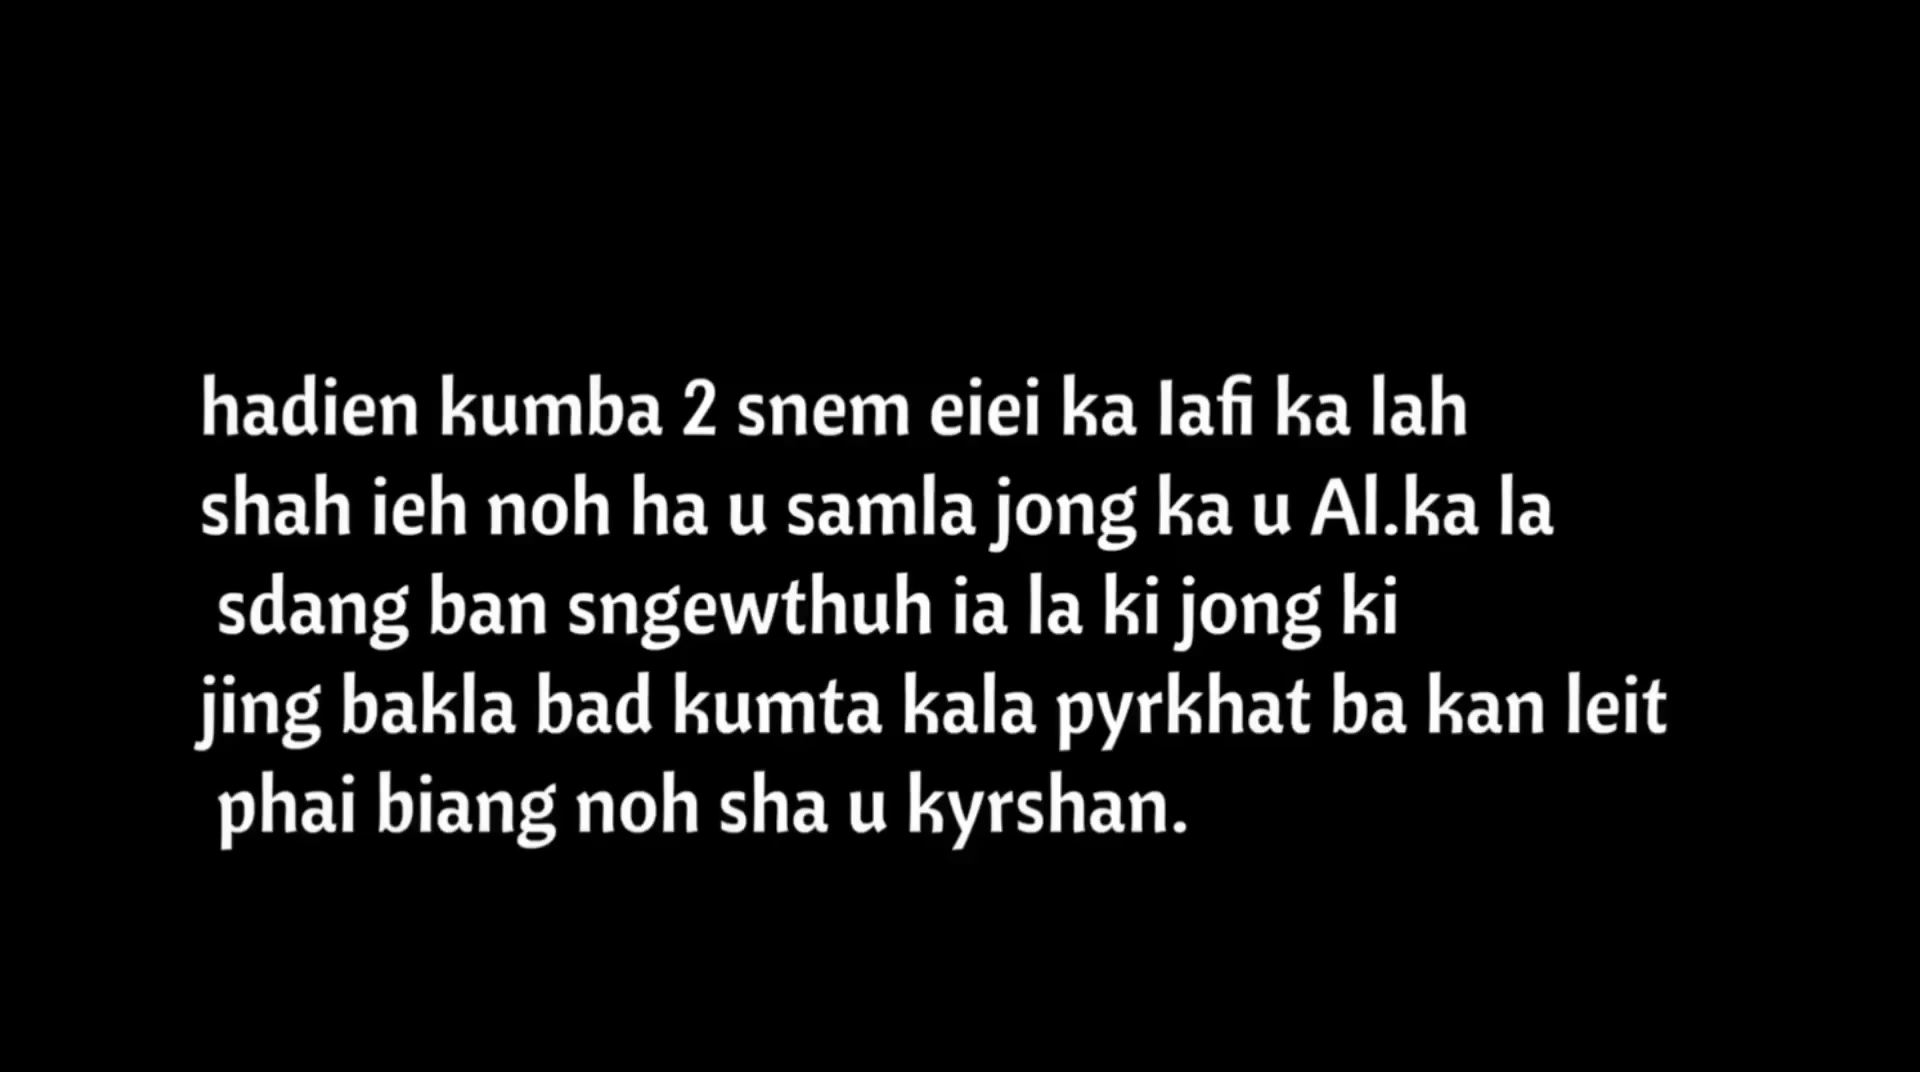 hadien kumba 2 snem eiei ka Iafi ka lah
shah ieh noh ha u samla jong ka u Al.ka la
sdang ban sngewthuh ia la ki jong ki
jing bakla bad kumta kala pyrkhat ba kan leit
phai biang noh sha u kyrshan.